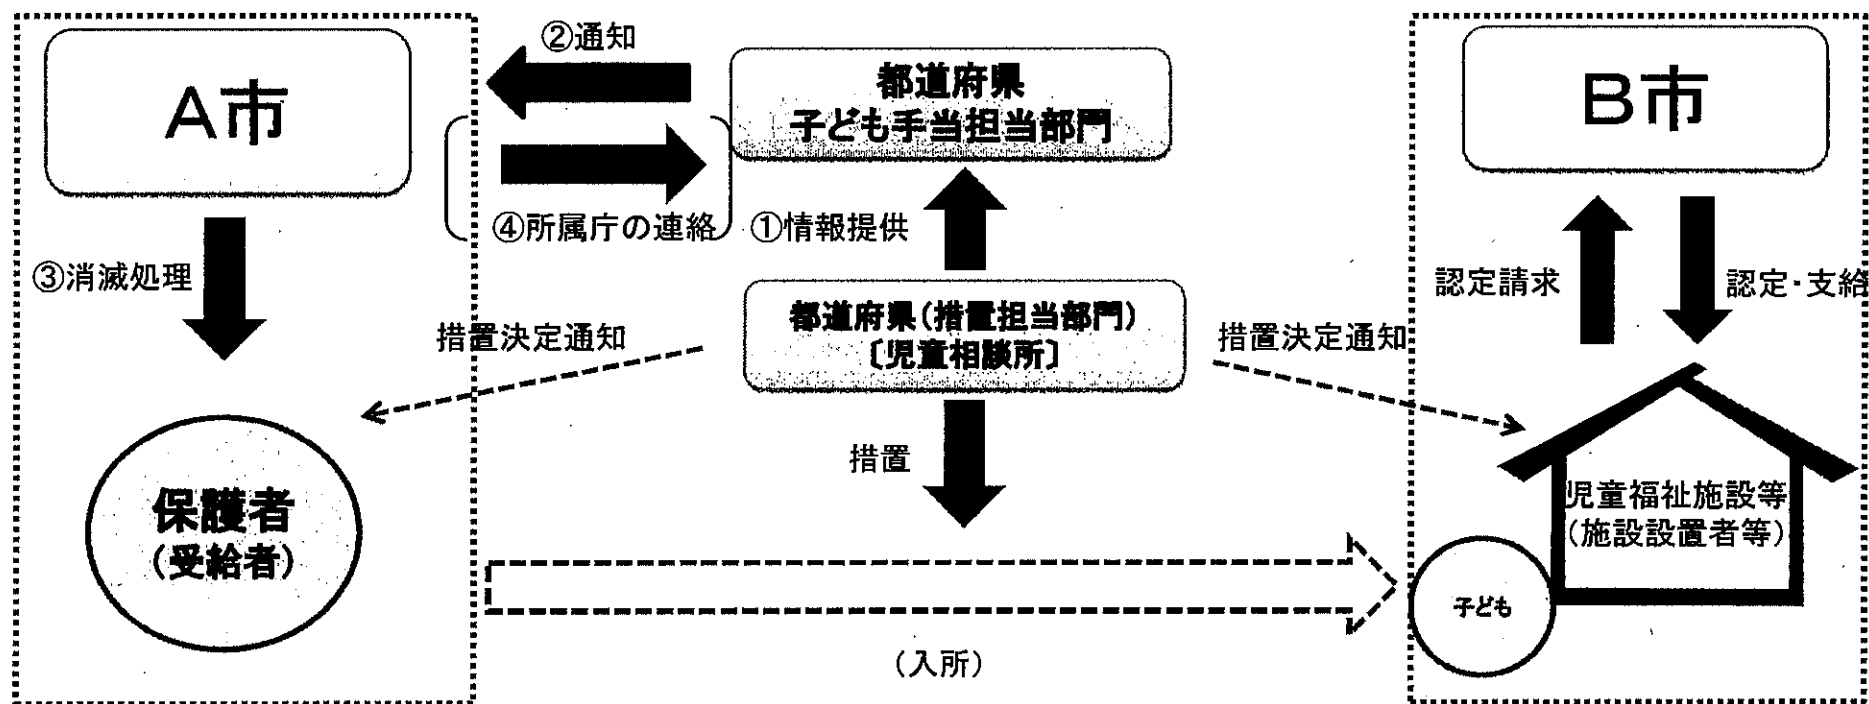 A市
②通知
都道府県
子ども手当担当部門
B市
④所属庁の連絡
①情報提供
③消滅処理
認定請求
認定・支給
措置決定通知
都道府県(措置担当部門)
〔児童相談所〕
措置決定通知
措置
保護者
(受給者)
児童福祉施設等
(施設設置者等)
子ども
(入所)